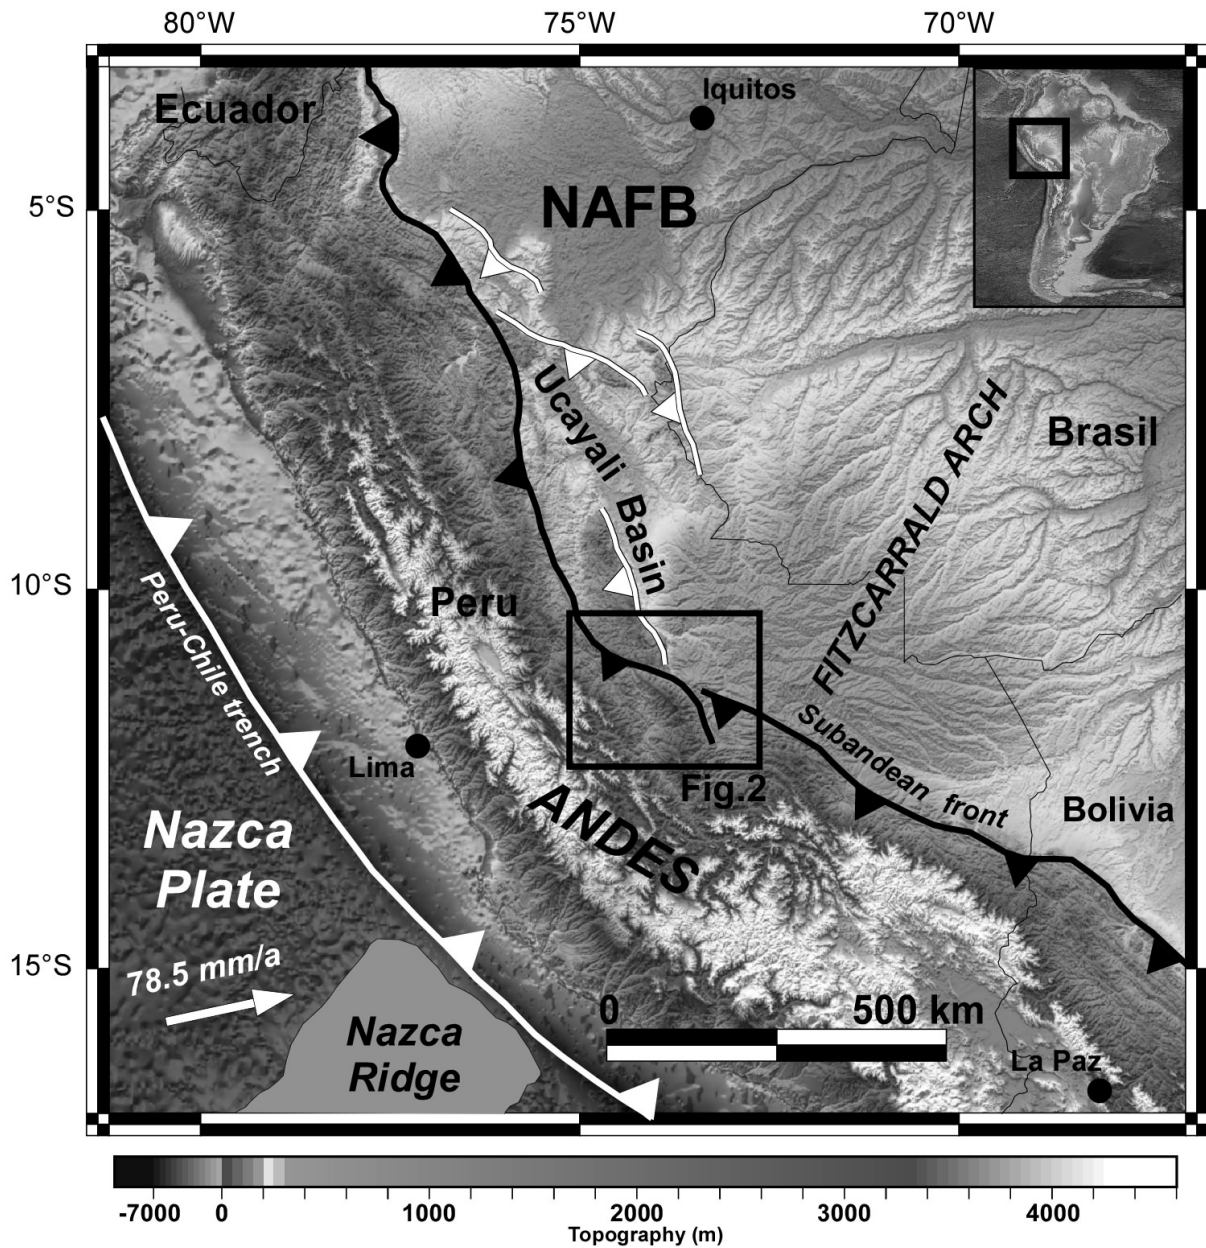 80°W
75°W
70°W
Ecuador
Iquitos
5°S
NAFB
Ucayali Basin
Brasil
FITZCARRALD ARCH
10°S
Peru
Peru-Chile trench
Subandean front
Lima
Fig.2
ANDES
Bolivia
Nazca
Plate
15°S
78.5 mm/a
0
500 km
Nazca
Ridge
La Paz
-7000
0
1000
2000
3000
4000
Topography (m)